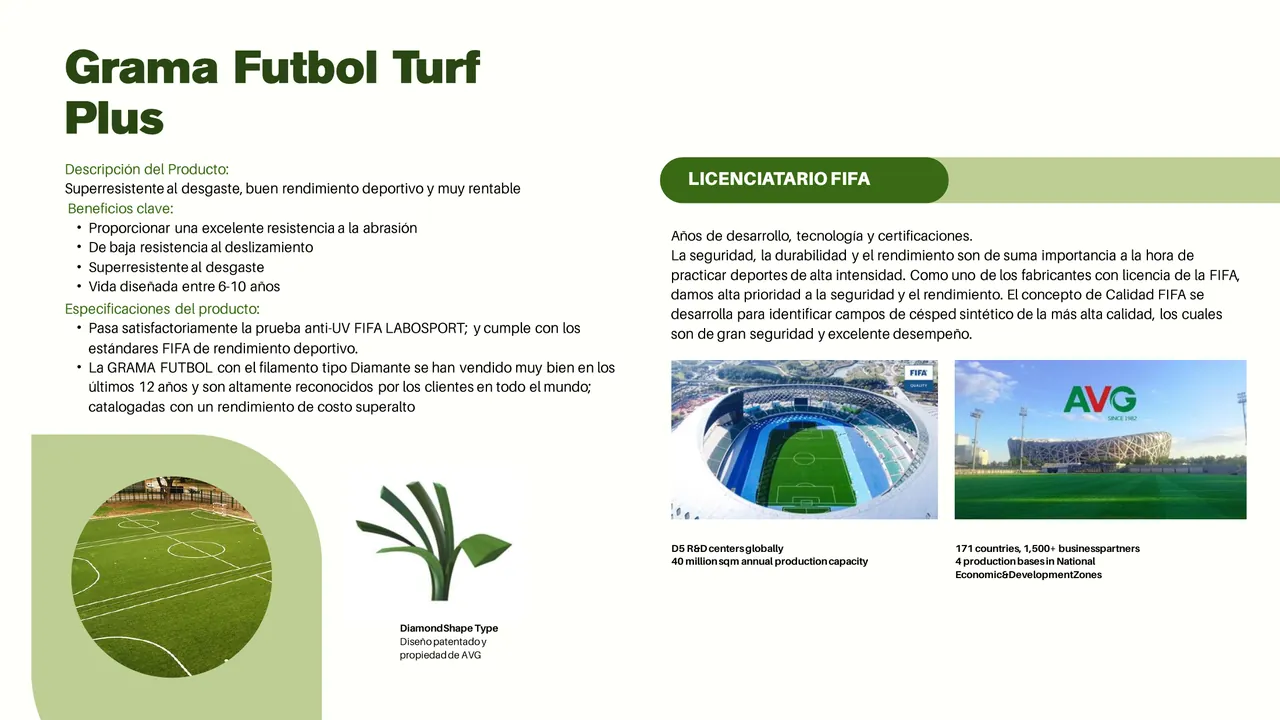 Grama Futbol Turf
Plus
Descripción del Producto:
Superresistente al desgaste, buen rendimiento deportivo y muy rentable
Beneficios clave:
• Proporcionar una excelente resistencia a la abrasión
• De baja resistencia al deslizamiento
• Superresistente al desgaste
• Vida diseñada entre 6-10 años
Especificaciones del producto:
• Pasa satisfactoriamente la prueba anti-UV FIFA LABOSPORT; y cumple con los
estándares FIFA de rendimiento deportivo.
• La GRAMA FUTBOL con el filamento tipo Diamante se han vendido muy bien en los
últimos 12 años y son altamente reconocidos por los clientes en todo el mundo;
catalogadas con un rendimiento de costo superalto
DiamondShape Type
Diseño patentado y
propiedad de AVG
LICENCIATARIO FIFA
Años de desarrollo, tecnología y certificaciones.
La seguridad, la durabilidad y el rendimiento son de suma importancia a la hora de
practicar deportes de alta intensidad. Como uno de los fabricantes con licencia de la FIFA,
damos alta prioridad a la seguridad y el rendimiento. El concepto de Calidad FIFA se
desarrolla para identificar campos de césped sintético de la más alta calidad, los cuales
son de gran seguridad y excelente desempeño.
FIFA
QUALITY
AVG
SINCE 1982
D5 R&D centers globally
40 million sqm annual production capacity
171 countries, 1,500+ businesspartners
4 production bases in National
Economic&DevelopmentZones